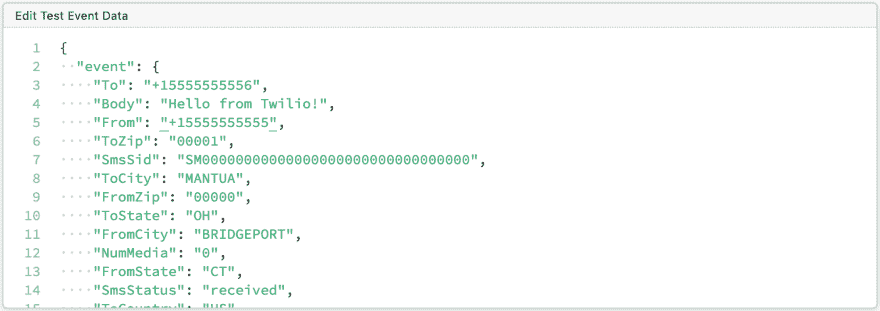 Edit Test Event Data
1 {
2 "event": {
3 "To": "+15555555556",
4 "Body": "Hello from Twilio!",
5 "From": "+15555555555",
6 "ToZip": "00001",
7 "SmsSid": "SM00000000000000000000000000000000",
8 "ToCity": "MANTUA",
9 "FromZip": "00000",
10 "ToState": "OH",
11 "FromCity": "BRIDGEPORT",
12 "NumMedia": "0",
13 "FromState": "CT",
14 "SmsStatus": "received",
15 "ToCountry": "US",